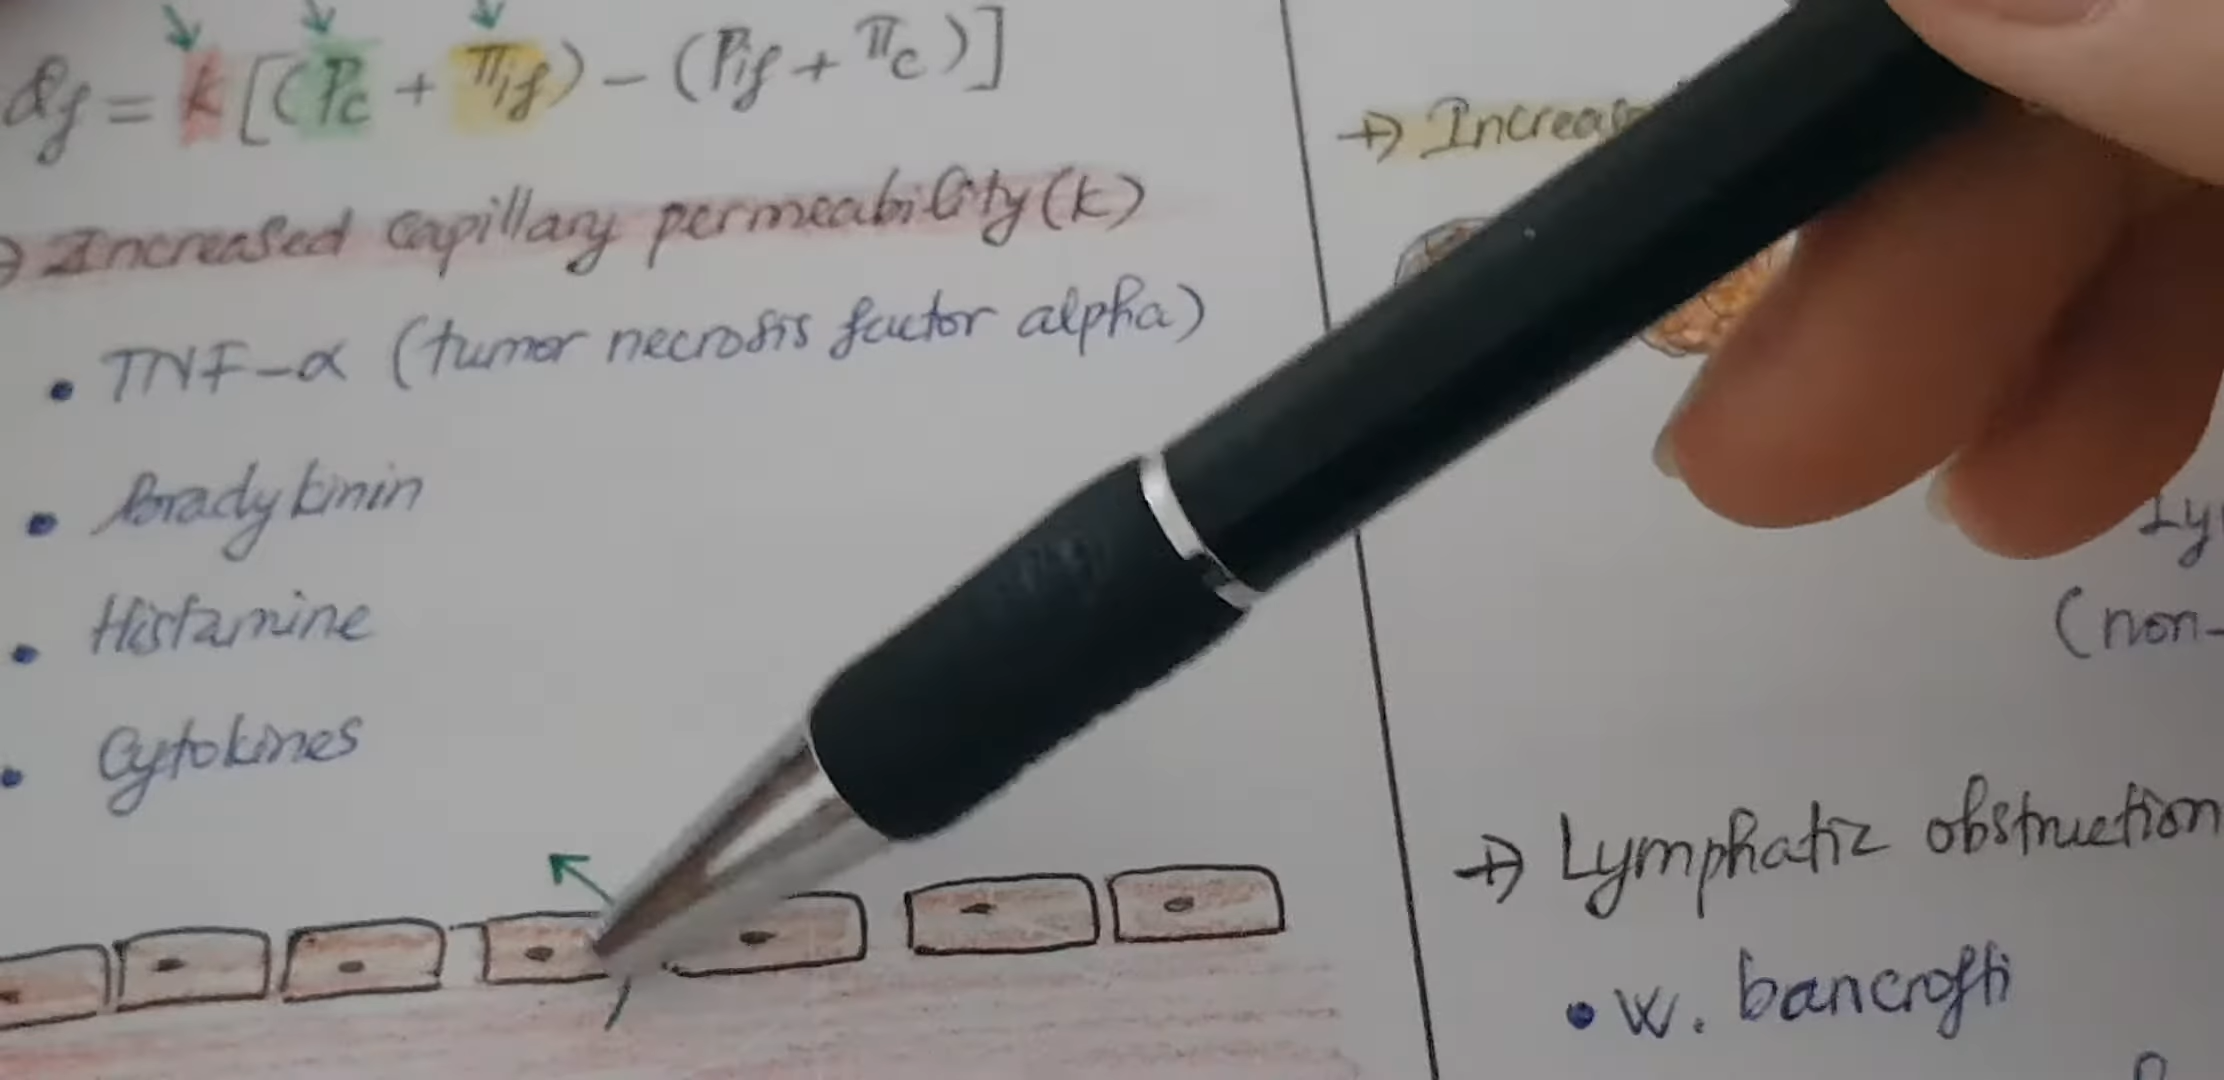 Qf = k [(Pc + πif) - (Pif + πc)]
→ Increased capillary permeability (k)
• TNF-α (tumor necrosis factor alpha)
• Bradykinin
• Histamine
• Cytokines
→
(non-
→ Lymphatic obstruction
• W. bancrofti